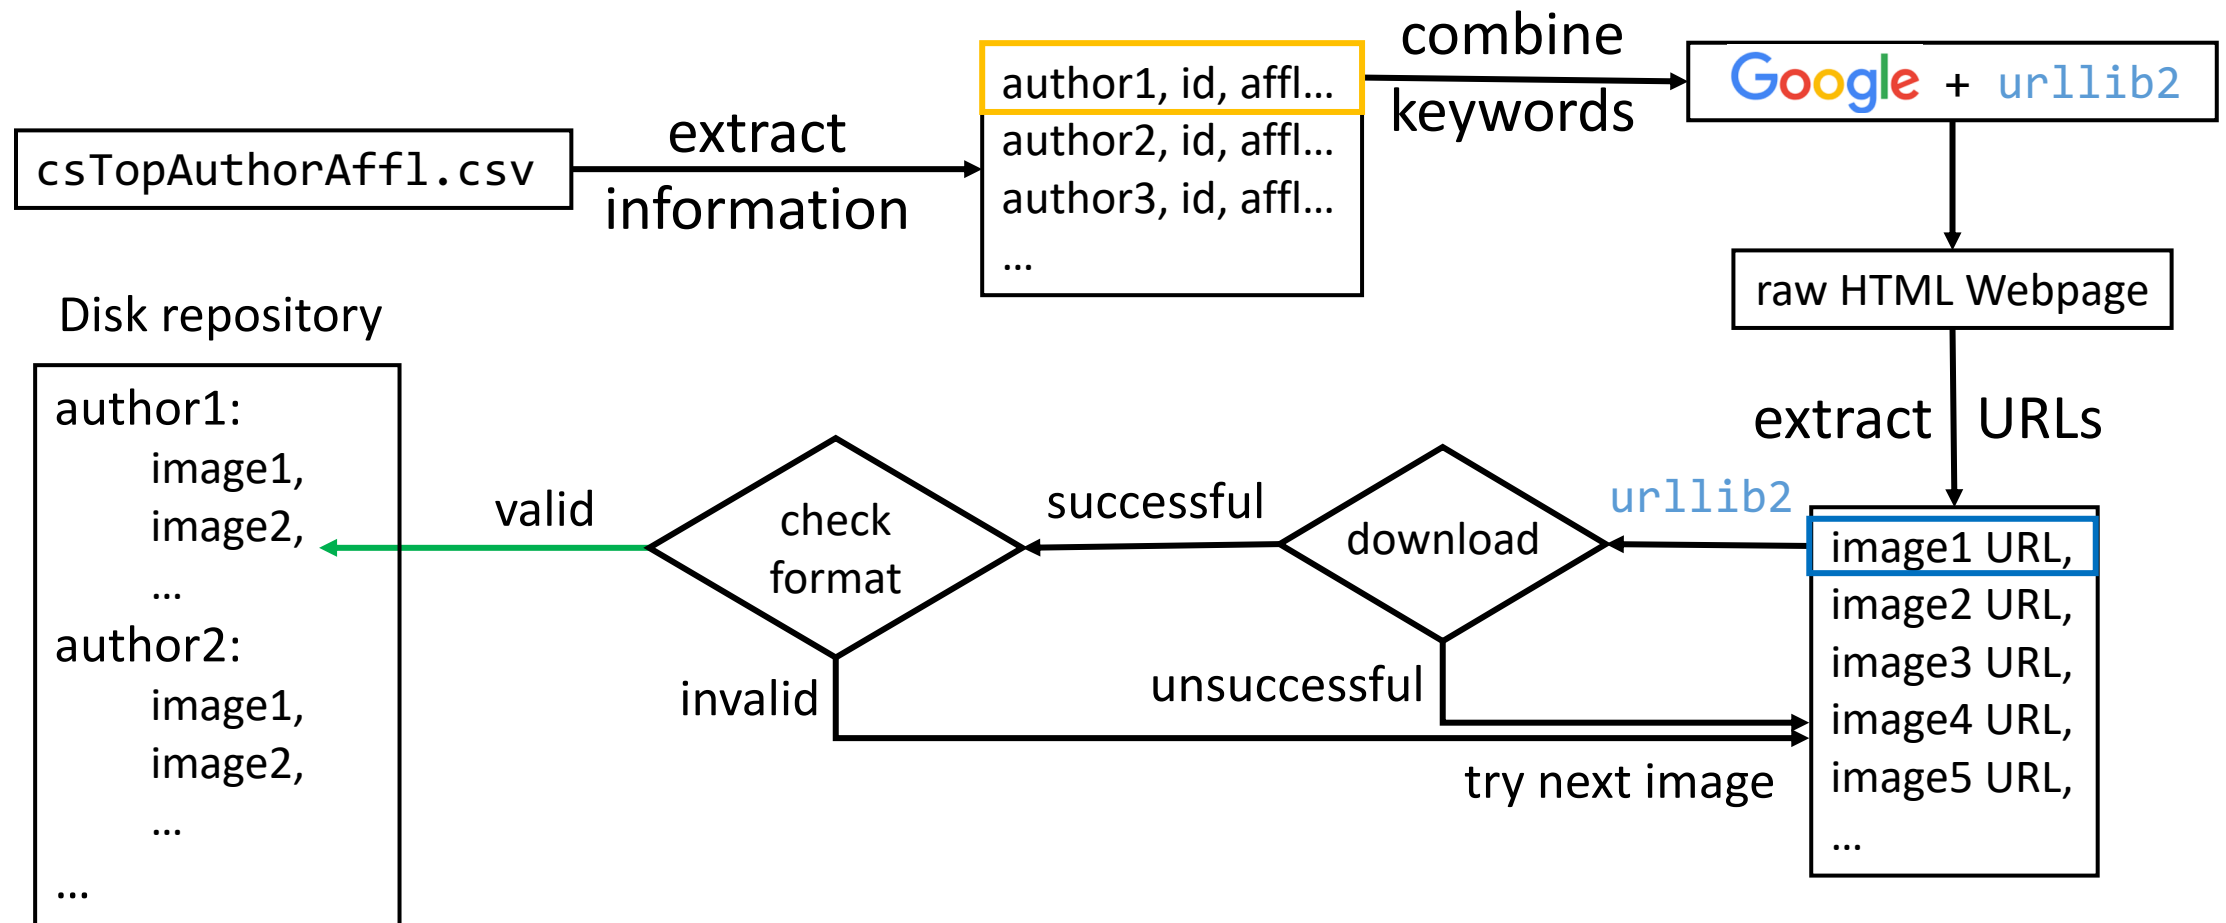 csTopAuthorAffl.csv
extract
information
author1, id, affl...
author2, id, affl...
author3, id, affl...
...
combine
keywords
Google + urllib2
raw HTML Webpage
extract URLs
image1 URL,
image2 URL,
image3 URL,
image4 URL,
image5 URL,
...
urllib2
download
successful
unsuccessful
try next image
check
format
valid
invalid
Disk repository
author1:
image1,
image2,
...
author2:
image1,
image2,
...
...